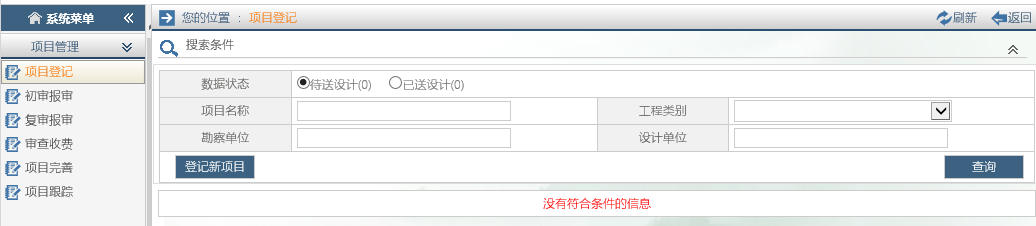 系统菜单
项目管理
项目登记
初审报审
复审报审
审查收费
项目完善
项目跟踪
您的位置 : 项目登记
刷新 返回
搜索条件
数据状态 待送设计(0) 已送设计(0)
项目名称 工程类别
勘察单位 设计单位
登记新项目 查询
没有符合条件的信息